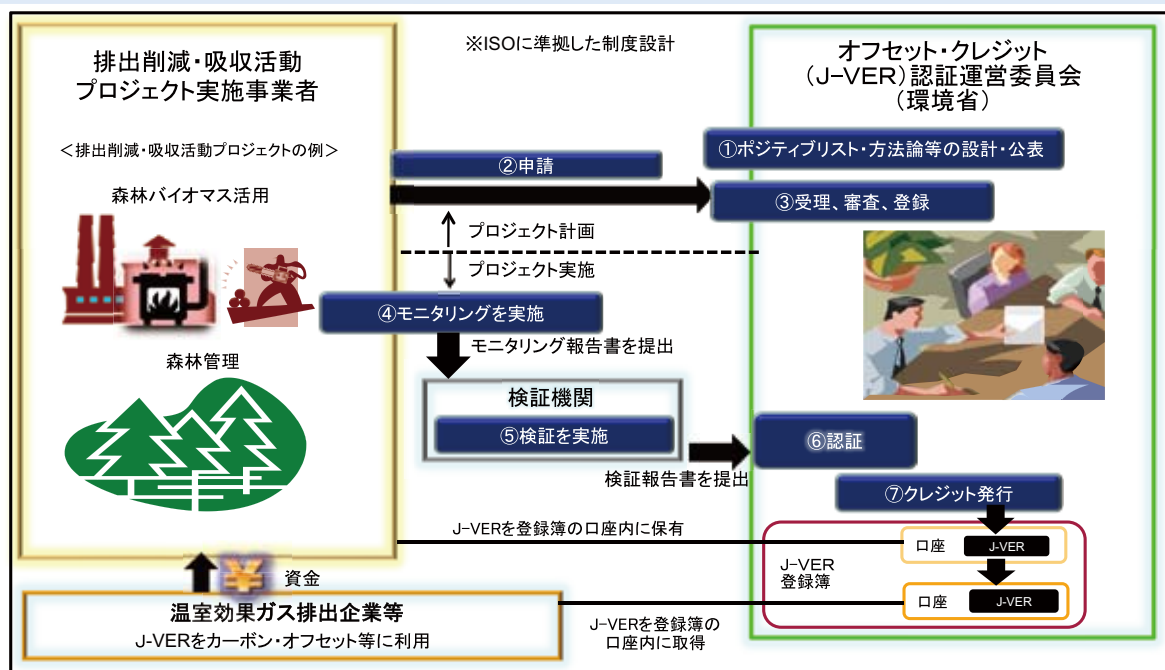 ※ISOに準拠した制度設計
排出削減・吸収活動
プロジェクト実施事業者
＜排出削減・吸収活動プロジェクトの例＞
森林バイオマス活用
森林管理
オフセット・クレジット
（J-VER）認証運営委員会
（環境省）
①ポジティブリスト・方法論等の設計・公表
②申請
③受理、審査、登録
プロジェクト計画
プロジェクト実施
④モニタリングを実施
モニタリング報告書を提出
検証機関
⑤検証を実施
検証報告書を提出
⑥認証
⑦クレジット発行
J-VERを登録簿の口座内に保有
口座
J-VER
J-VER
登録簿
口座
J-VER
資金
¥
温室効果ガス排出企業等
J-VERをカーボン・オフセット等に利用
J-VERを登録簿の
口座内に取得